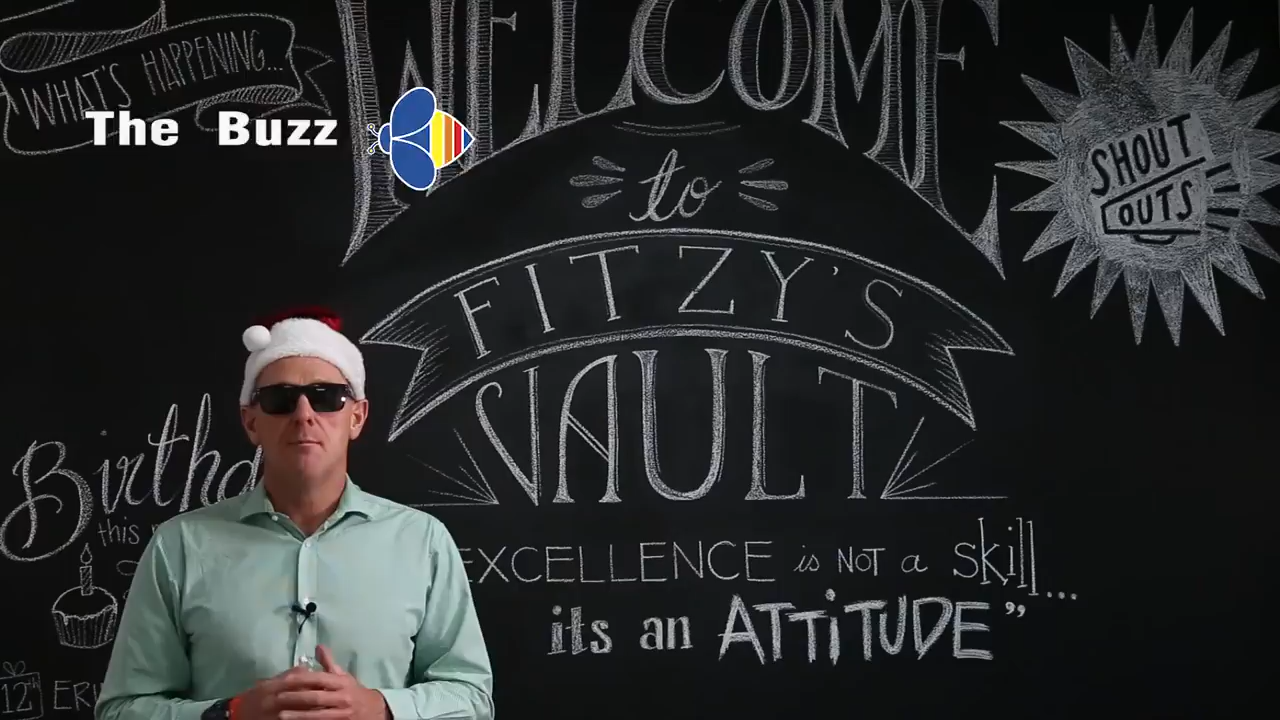 WHAT'S HAPPENING...
The Buzz
WELCOME
to
FITZY'S
VAULT
EXCELLENCE is NOT a skill...
its an ATTiTUDE”
SHOUT
OUTS
this
12th